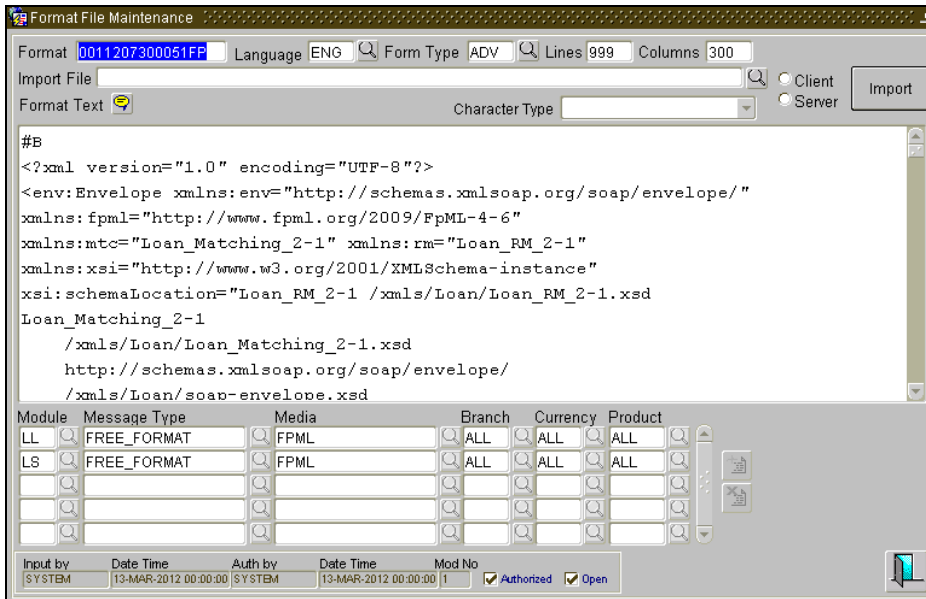 Format File Maintenance
Format 0011207300051FP Language ENG Form Type ADV Lines 999 Columns 300
Import File Client Import
Format Text Character Type Server
#B
<?xml version="1.0" encoding="UTF-8"?>
<env:Envelope xmlns:env="http://schemas.xmlsoap.org/soap/envelope/"
xmlns:fpml="http://www.fpml.org/2009/FpML-4-6"
xmlns:mtc="Loan_Matching_2-1" xmlns:rm="Loan_RM_2-1"
xmlns:xsi="http://www.w3.org/2001/XMLSchema-instance"
xsi:schemaLocation="Loan_RM_2-1 /xmls/Loan/Loan_RM_2-1.xsd
Loan_Matching_2-1
/xmls/Loan/Loan_Matching_2-1.xsd
http://schemas.xmlsoap.org/soap/envelope/
/xmls/Loan/soap-envelope.xsd
Module Message Type Media Branch Currency Product
LL FREE_FORMAT FPML ALL ALL ALL
LS FREE_FORMAT FPML ALL ALL ALL
Input by Date Time Auth by Date Time Mod No
SYSTEM 13-MAR-2012 00:00:00 SYSTEM 13-MAR-2012 00:00:00 1 Authorized Open